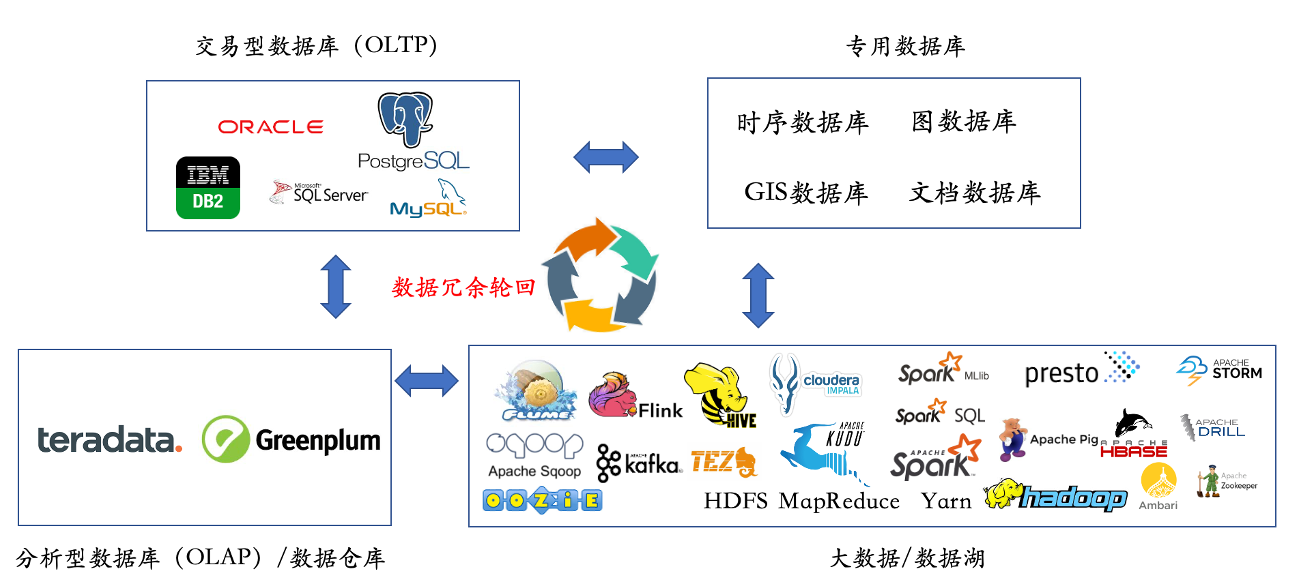 交易型数据库（OLTP）
专用数据库
ORACLE
PostgreSQL
IBM
DB2
Microsoft
SQL Server
MySQL
时序数据库 图数据库
GIS数据库 文档数据库
数据冗余轮回
teradata.
Greenplum
FLUME
Flink
HIVE
cloudera
IMPALA
Spark MLlib
presto
APACHE
STORM
sqoop
Apache Sqoop
APACHE
kafka
TEZ
APACHE
KUDU
Spark SQL
APACHE
Spark
Apache Pig
APACHE
HBASE
APACHE
DRILL
OOZiE
HDFS MapReduce Yarn
hadoop
Ambari
Apache
Zookeeper
分析型数据库（OLAP）/数据仓库
大数据/数据湖